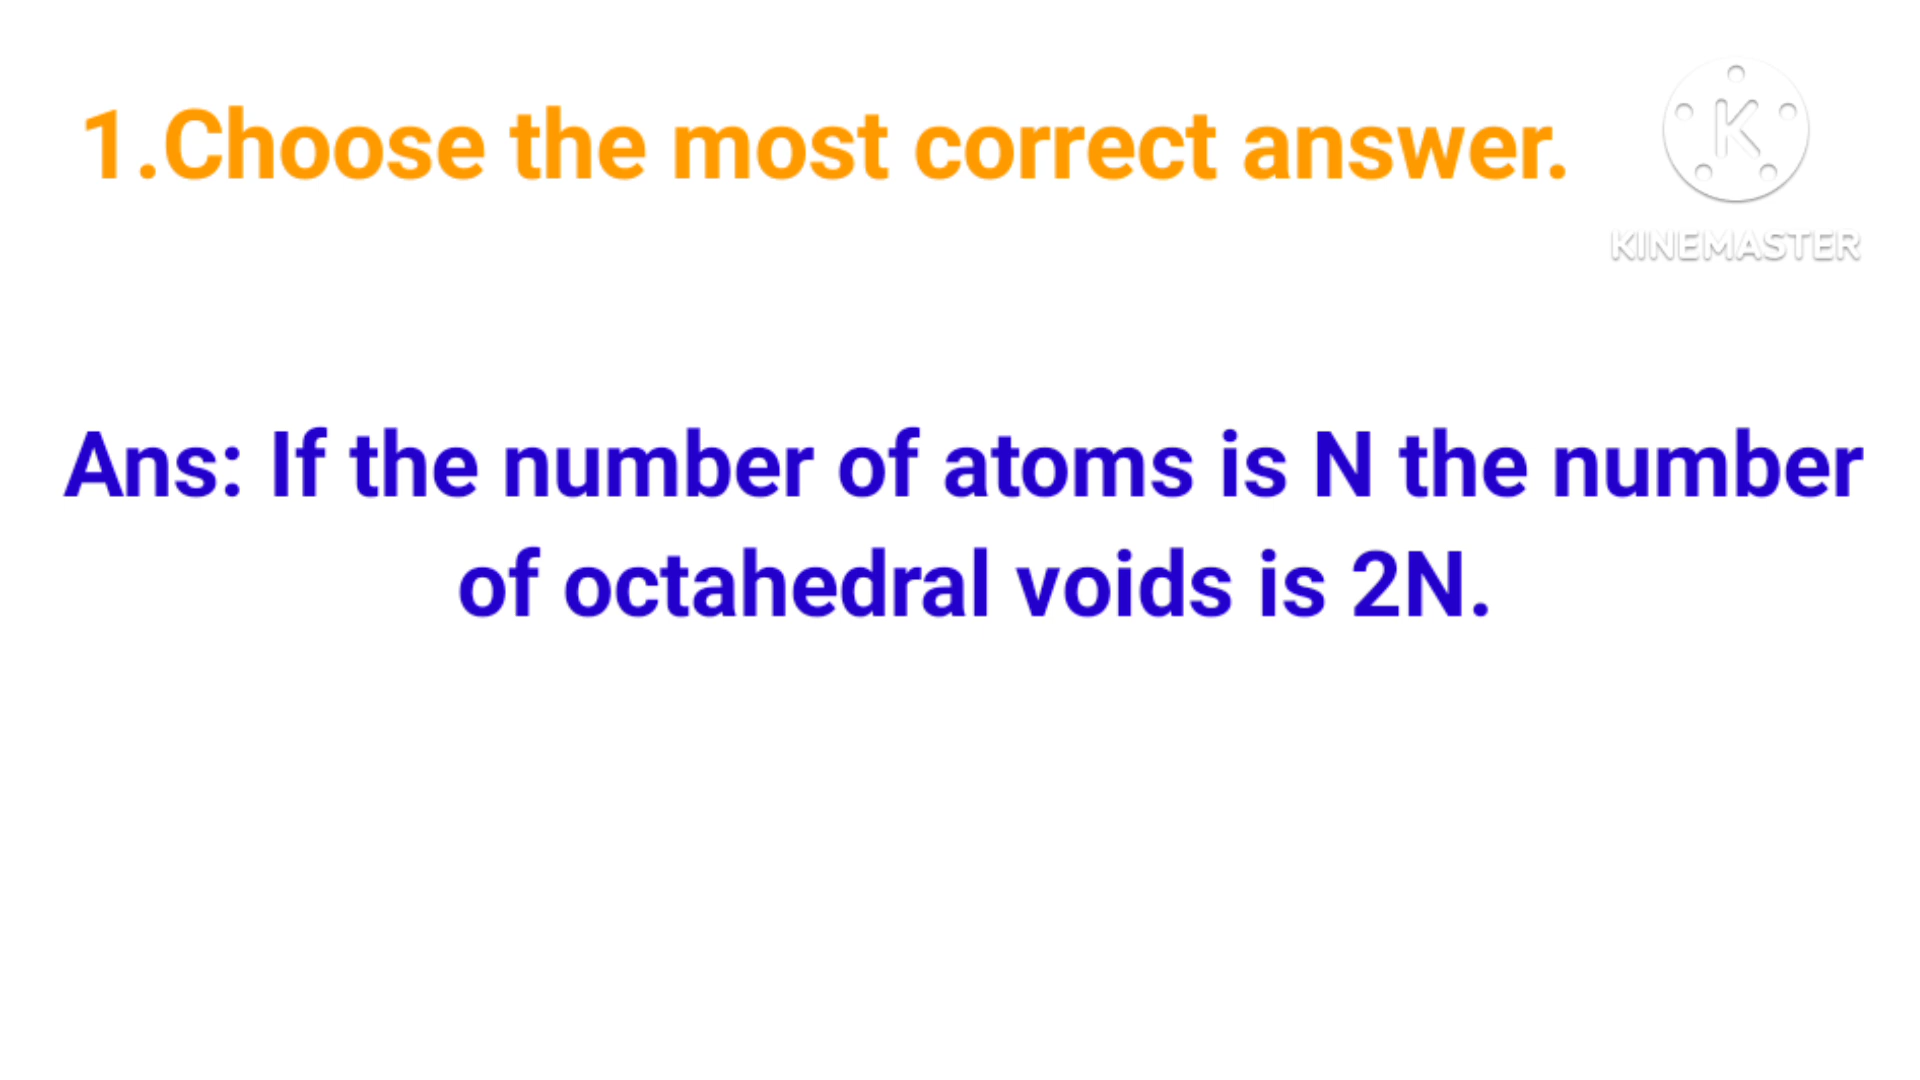 1.Choose the most correct answer.
K
KINEMASTER
Ans: If the number of atoms is N the number
of octahedral voids is 2N.